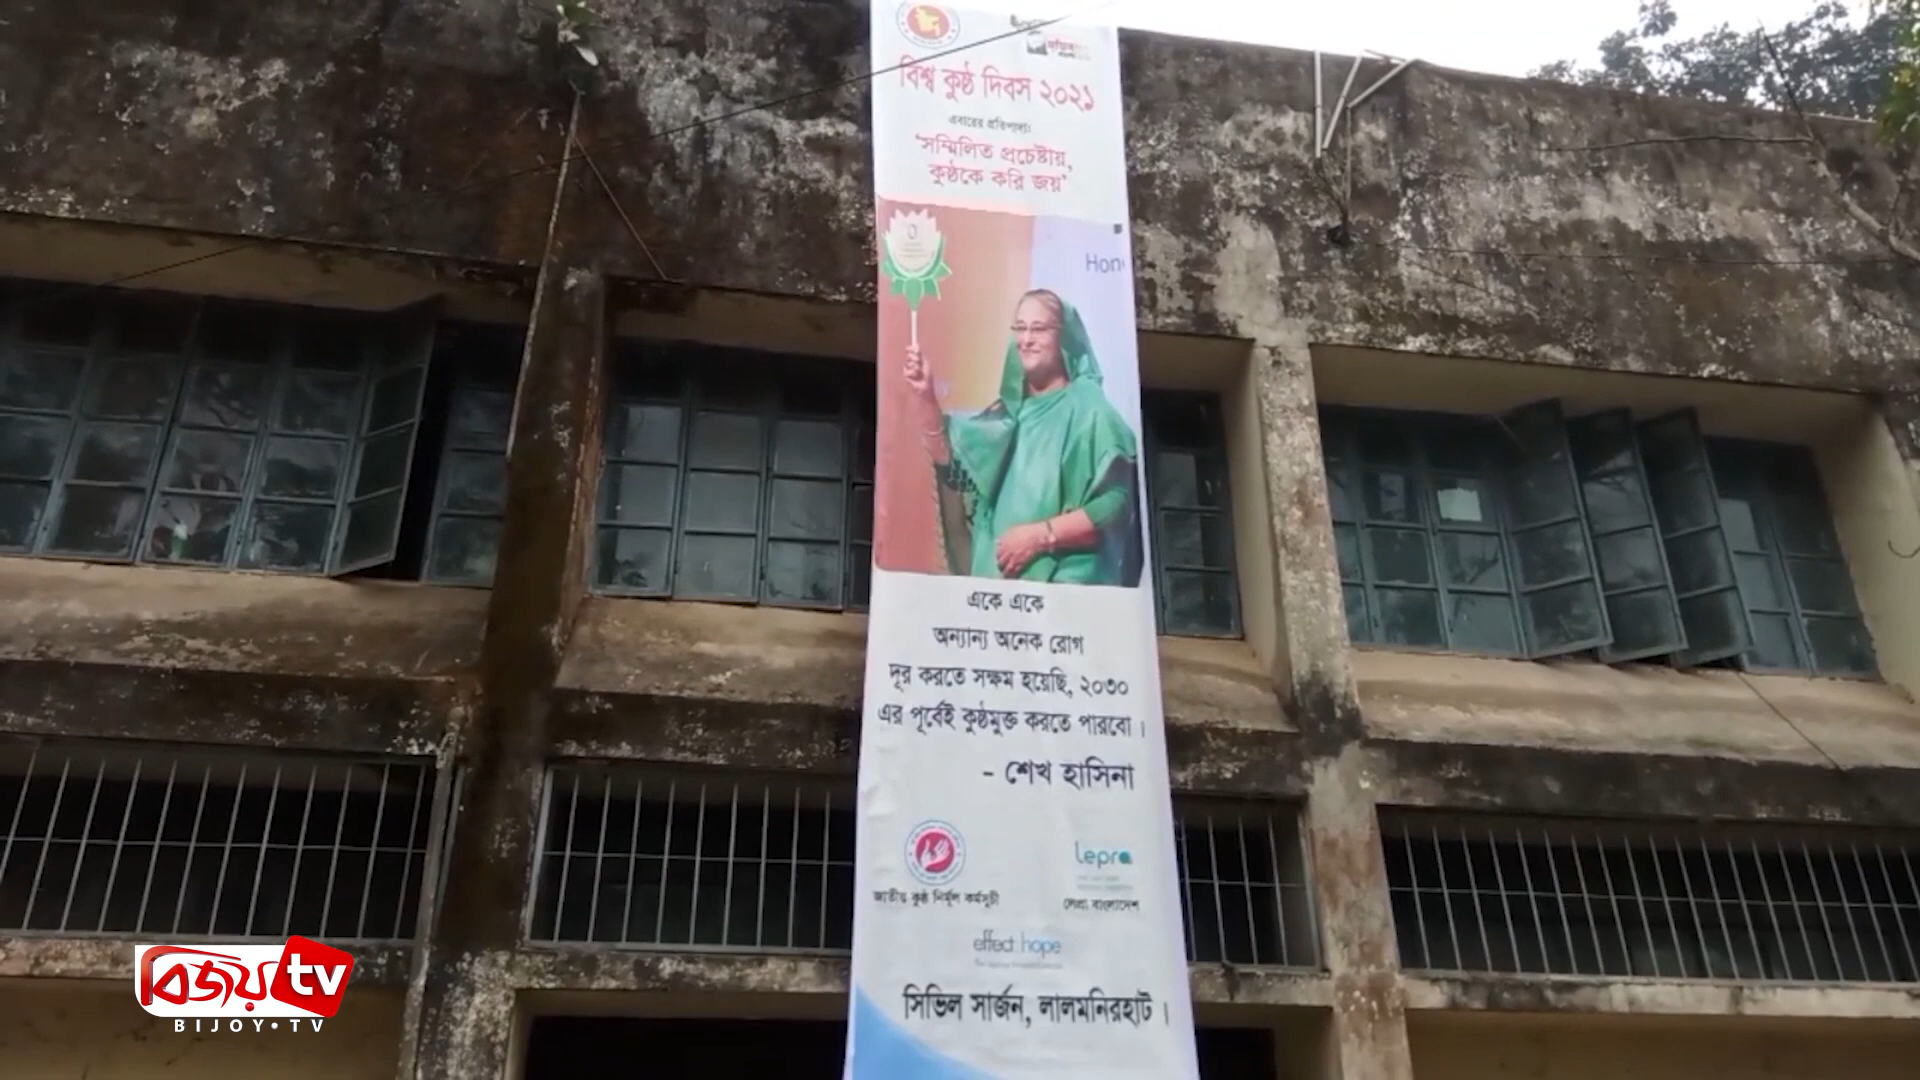 বিশ্ব কুষ্ঠ দিবস ২০২১
এবারের প্রতিপাদ্যঃ
‘সম্মিলিত প্রচেষ্টায়,
কুষ্ঠকে করি জয়’
Hon
একে একে
অন্যান্য অনেক রোগ
দূর করতে সক্ষম হয়েছি, ২০৩০
এর পূর্বেই কুষ্ঠমুক্ত করতে পারবো ।
- শেখ হাসিনা
lepra
জাতীয় কুষ্ঠ নির্মূল কর্মসূচী
লেপ্রা বাংলাদেশ
effect: hope
সিভিল সার্জন, লালমনিরহাট ।
বিজয় tv
BIJOY•TV